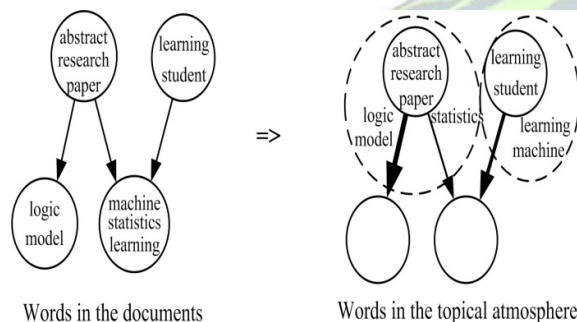 abstract
research
paper
learning
student
logic
model
machine
statistics
learning
=>
abstract
research
paper
learning
student
logic
model
statistics
learning
machine
Words in the documents
Words in the topical atmosphere